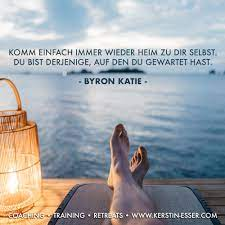 KOMM EINFACH IMMER WIEDER HEIM ZU DIR SELBST.
DU BIST DERJENIGE, AUF DEN DU GEWARTET HAST.
- BYRON KATIE -
COACHING • TRAINING • RETREATS • WWW.KERSTIN-ESSER.COM